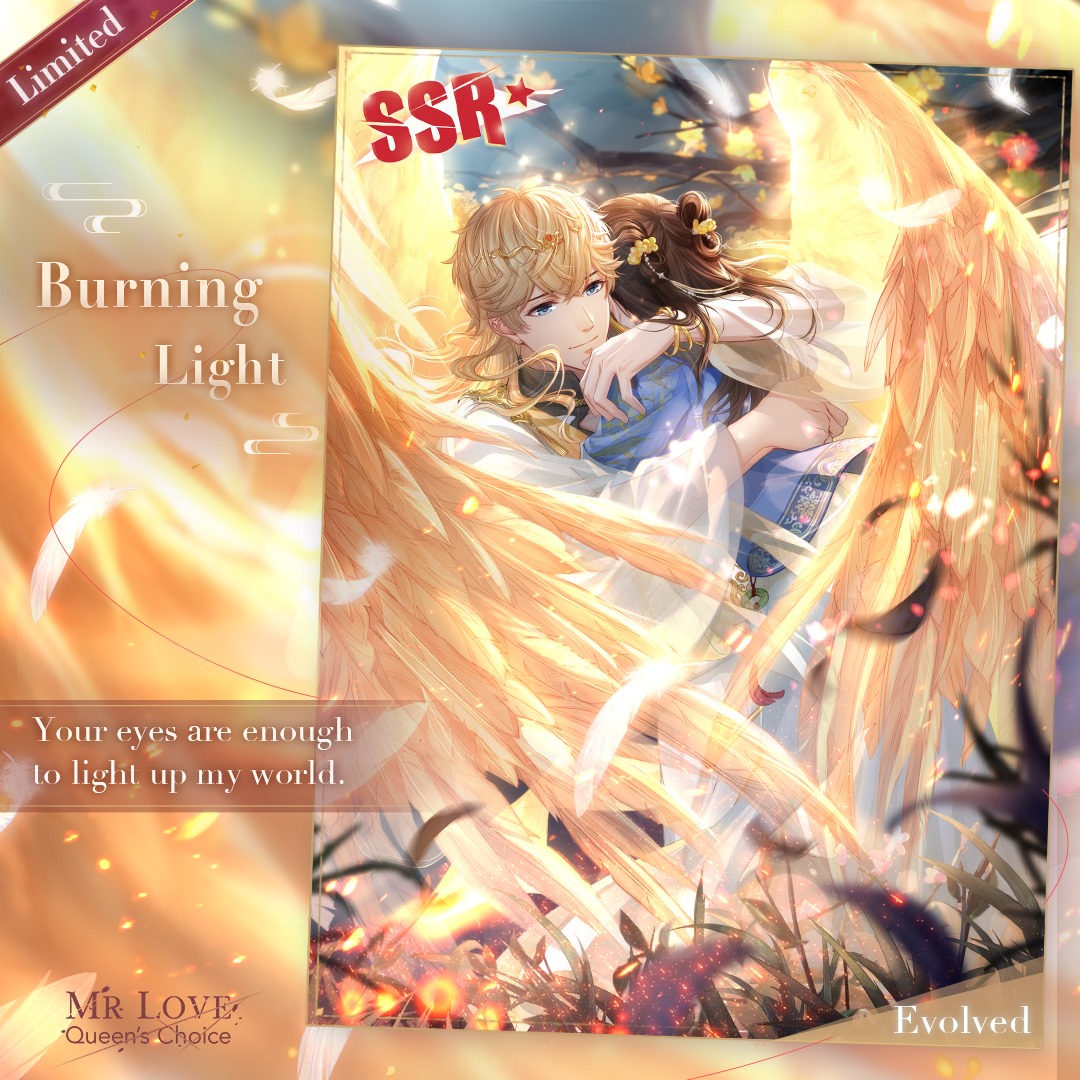 Limited
SSR
Burning
Light
Your eyes are enough
to light up my world.
MR LOVE
Queen's Choice
Evolved